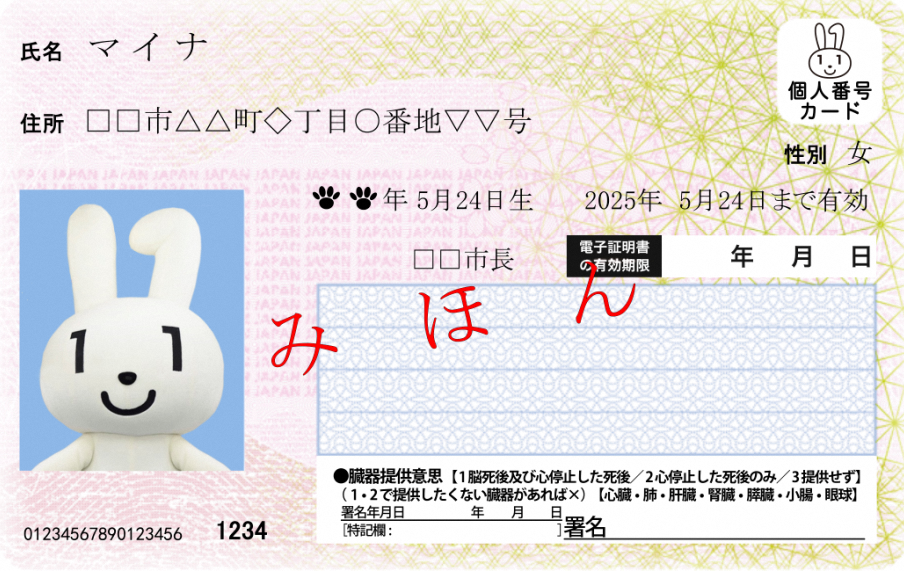 氏名 マイナ
個人番号
カード
住所 □□市△△町◇丁目○番地▽▽号
性別 女
年 5月24日生 2025年 5月24日まで有効
□□市長
電子証明書
の有効期限 年 月 日
みほん
●臓器提供意思【1脳死後及び心停止した死後／2心停止した死後のみ／3提供せず】
（1・2で提供したくない臓器があれば×）【心臓・肺・肝臓・腎臓・膵臓・小腸・眼球】
署名年月日 年 月 日
[特記欄： ]署名
01234567890123456 1234
JAPAN JAPAN JAPAN JAPAN